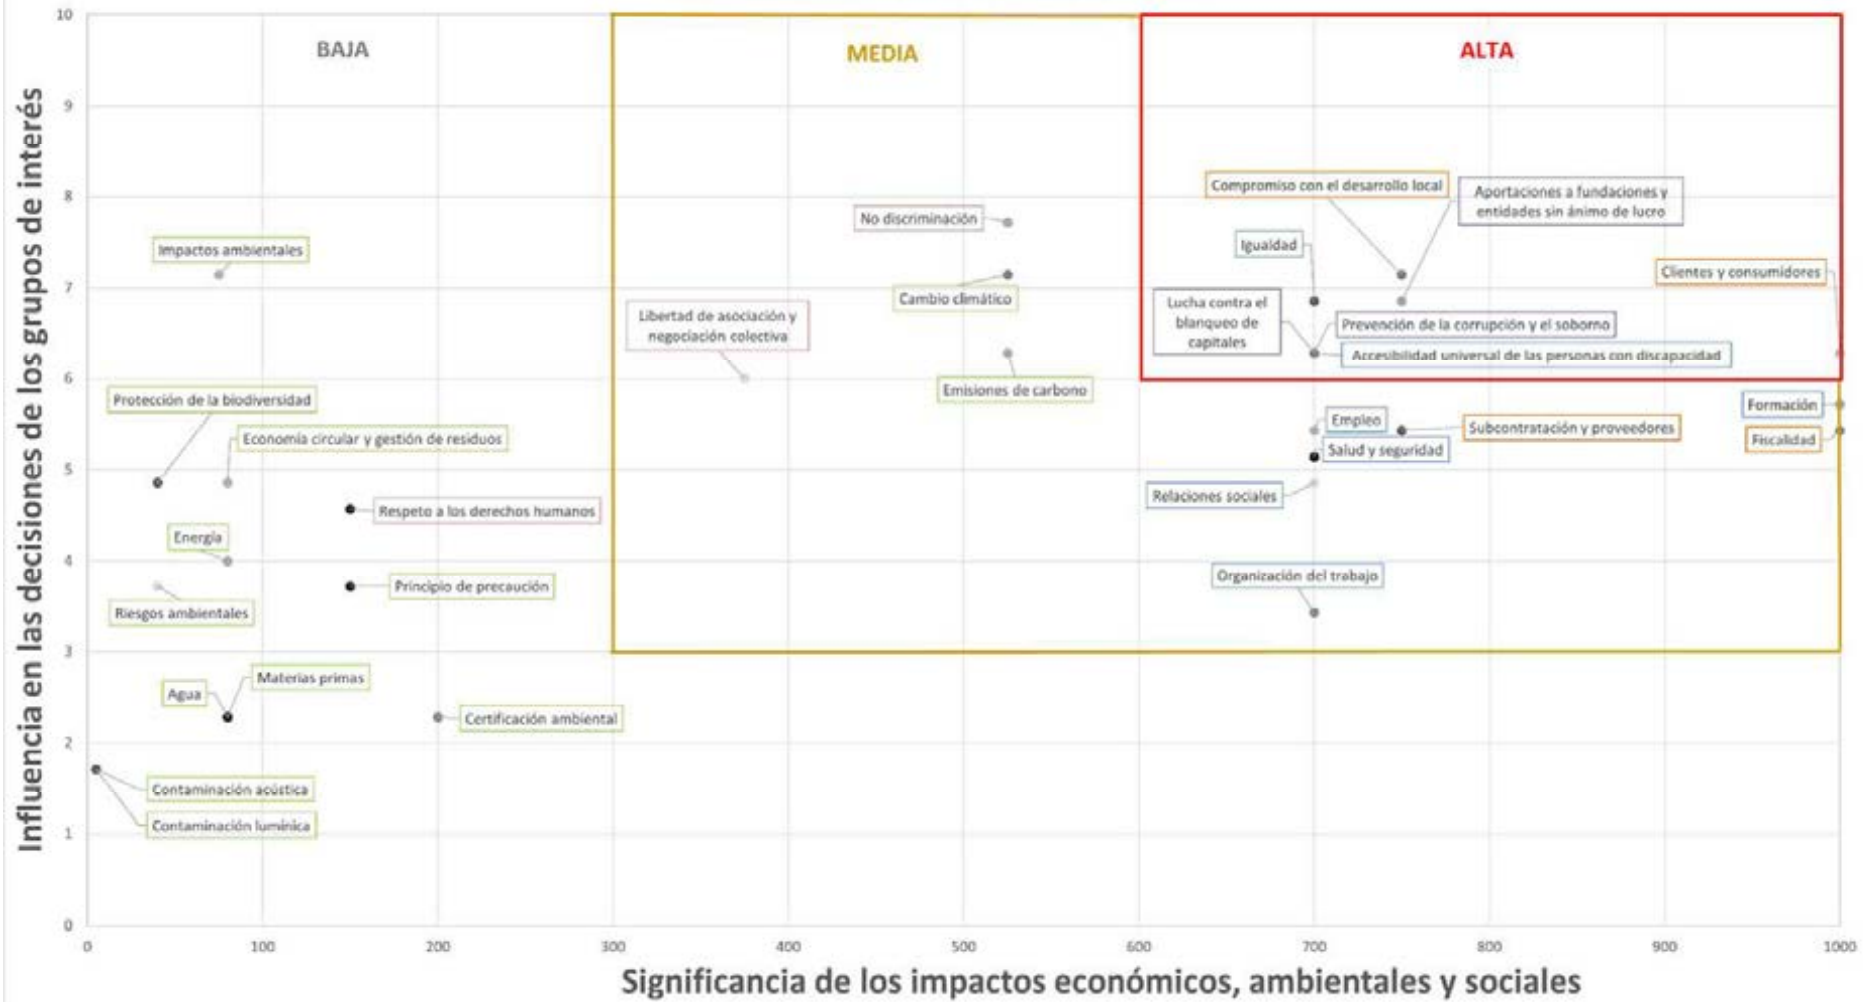 BAJA
MEDIA
ALTA
Influencia en las decisiones de los grupos de interés
10
9
8
7
6
5
4
3
2
1
0
Compromiso con el desarrollo local
Aportaciones a fundaciones y
entidades sin ánimo de lucro
No discriminación
Igualdad
Impactos ambientales
Clientes y consumidores
Cambio climático
Lucha contra el
blanqueo de
capitales
Libertad de asociación y
negociación colectiva
Prevención de la corrupción y el soborno
Accesibilidad universal de las personas con discapacidad
Emisiones de carbono
Protección de la biodiversidad
Formación
Empleo
Subcontratación y proveedores
Economía circular y gestión de residuos
Fiscalidad
Salud y seguridad
Relaciones sociales
Respeto a los derechos humanos
Energía
Organización del trabajo
Principio de precaución
Riesgos ambientales
Materias primas
Agua
Certificación ambiental
Contaminación acústica
Contaminación lumínica
0
100
200
300
400
500
600
700
800
900
1000
Significancia de los impactos económicos, ambientales y sociales